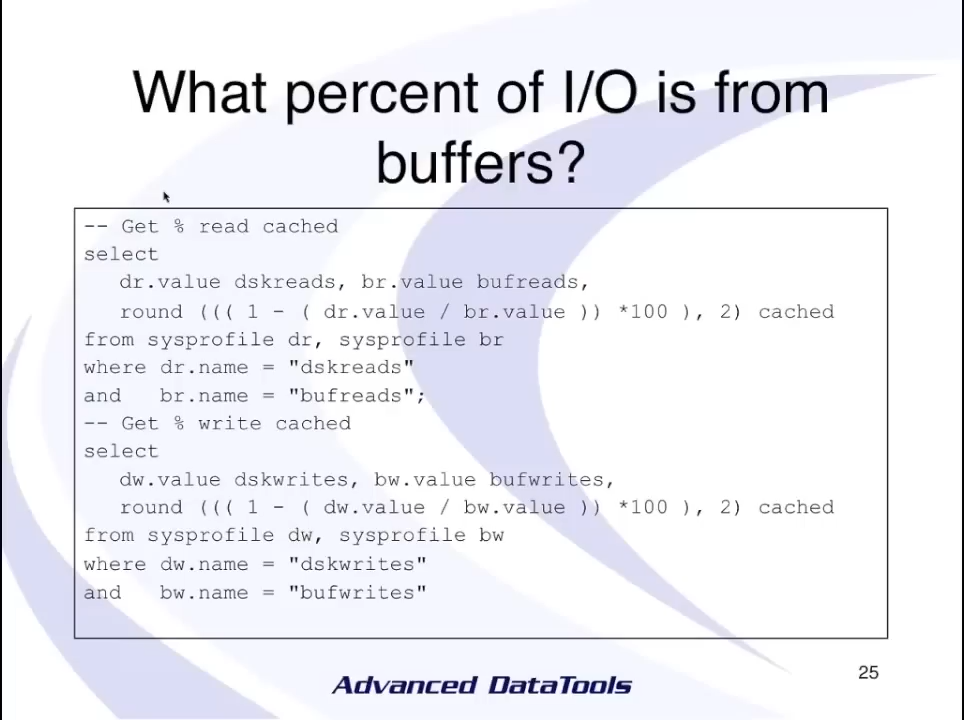 What percent of I/O is from
buffers?
-- Get % read cached
select
dr.value dskreads, br.value bufreads,
round ((( 1 - ( dr.value / br.value )) *100 ), 2) cached
from sysprofile dr, sysprofile br
where dr.name = "dskreads"
and br.name = "bufreads";
-- Get % write cached
select
dw.value dskwrites, bw.value bufwrites,
round ((( 1 - ( dw.value / bw.value )) *100 ), 2) cached
from sysprofile dw, sysprofile bw
where dw.name = "dskwrites"
and bw.name = "bufwrites"
Advanced DataTools
25